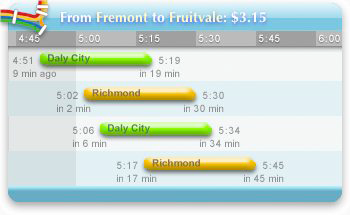 From Fremont to Fruitvale: $3.15
4:45 5:00 5:15 5:30 5:45 6:00
4:51 Daly City 5:19
9 min ago in 19 min
5:02 Richmond 5:30
in 2 min in 30 min
5:06 Daly City 5:34
in 6 min in 34 min
5:17 Richmond 5:45
in 17 min in 45 min